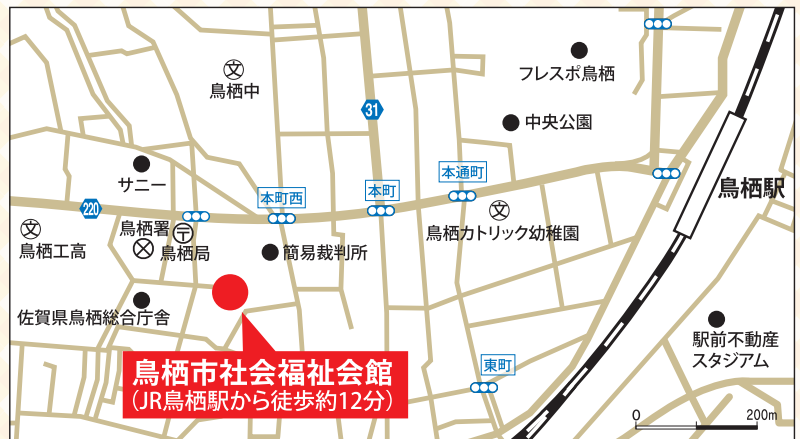 フレスポ鳥栖
文
鳥栖中
31
中央公園
サニー
本通町
本町西
本町
鳥栖駅
220
文
鳥栖工高
鳥栖署
〒
鳥栖局
簡易裁判所
文
鳥栖カトリック幼稚園
佐賀県鳥栖総合庁舎
駅前不動産
スタジアム
東町
鳥栖市社会福祉会館
(JR鳥栖駅から徒歩約12分)
0
200m